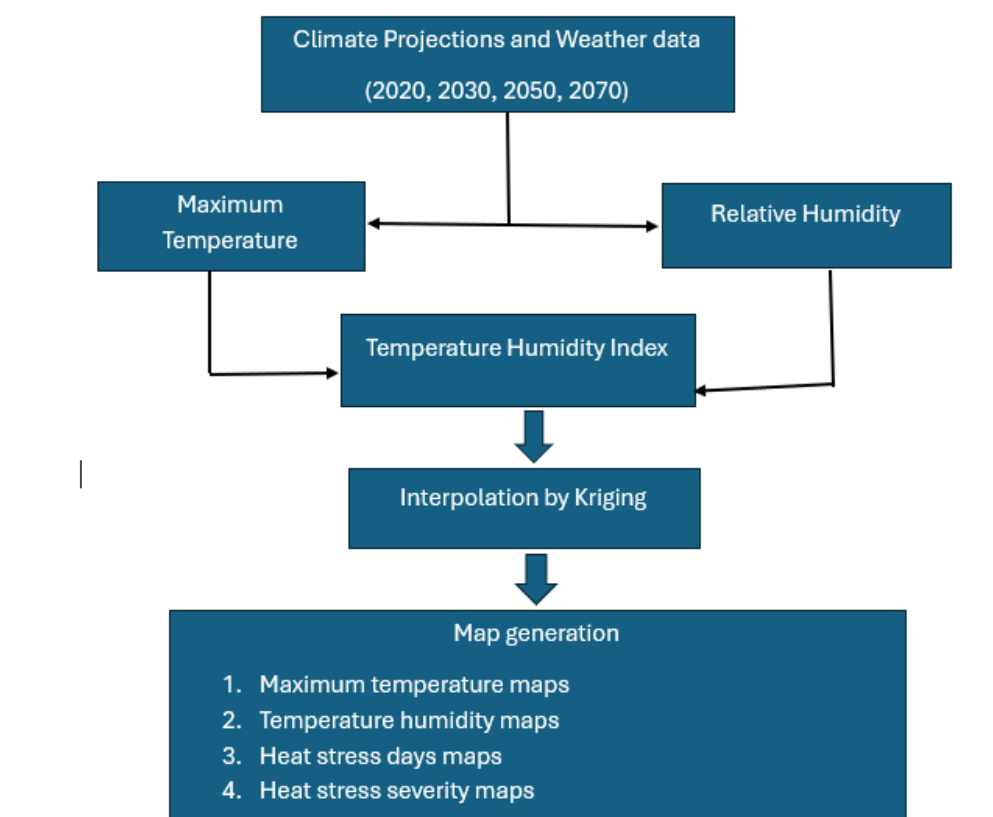 Climate Projections and Weather data
(2020, 2030, 2050, 2070)
Maximum
Temperature
Relative Humidity
Temperature Humidity Index
Interpolation by Kriging
Map generation
1. Maximum temperature maps
2. Temperature humidity maps
3. Heat stress days maps
4. Heat stress severity maps